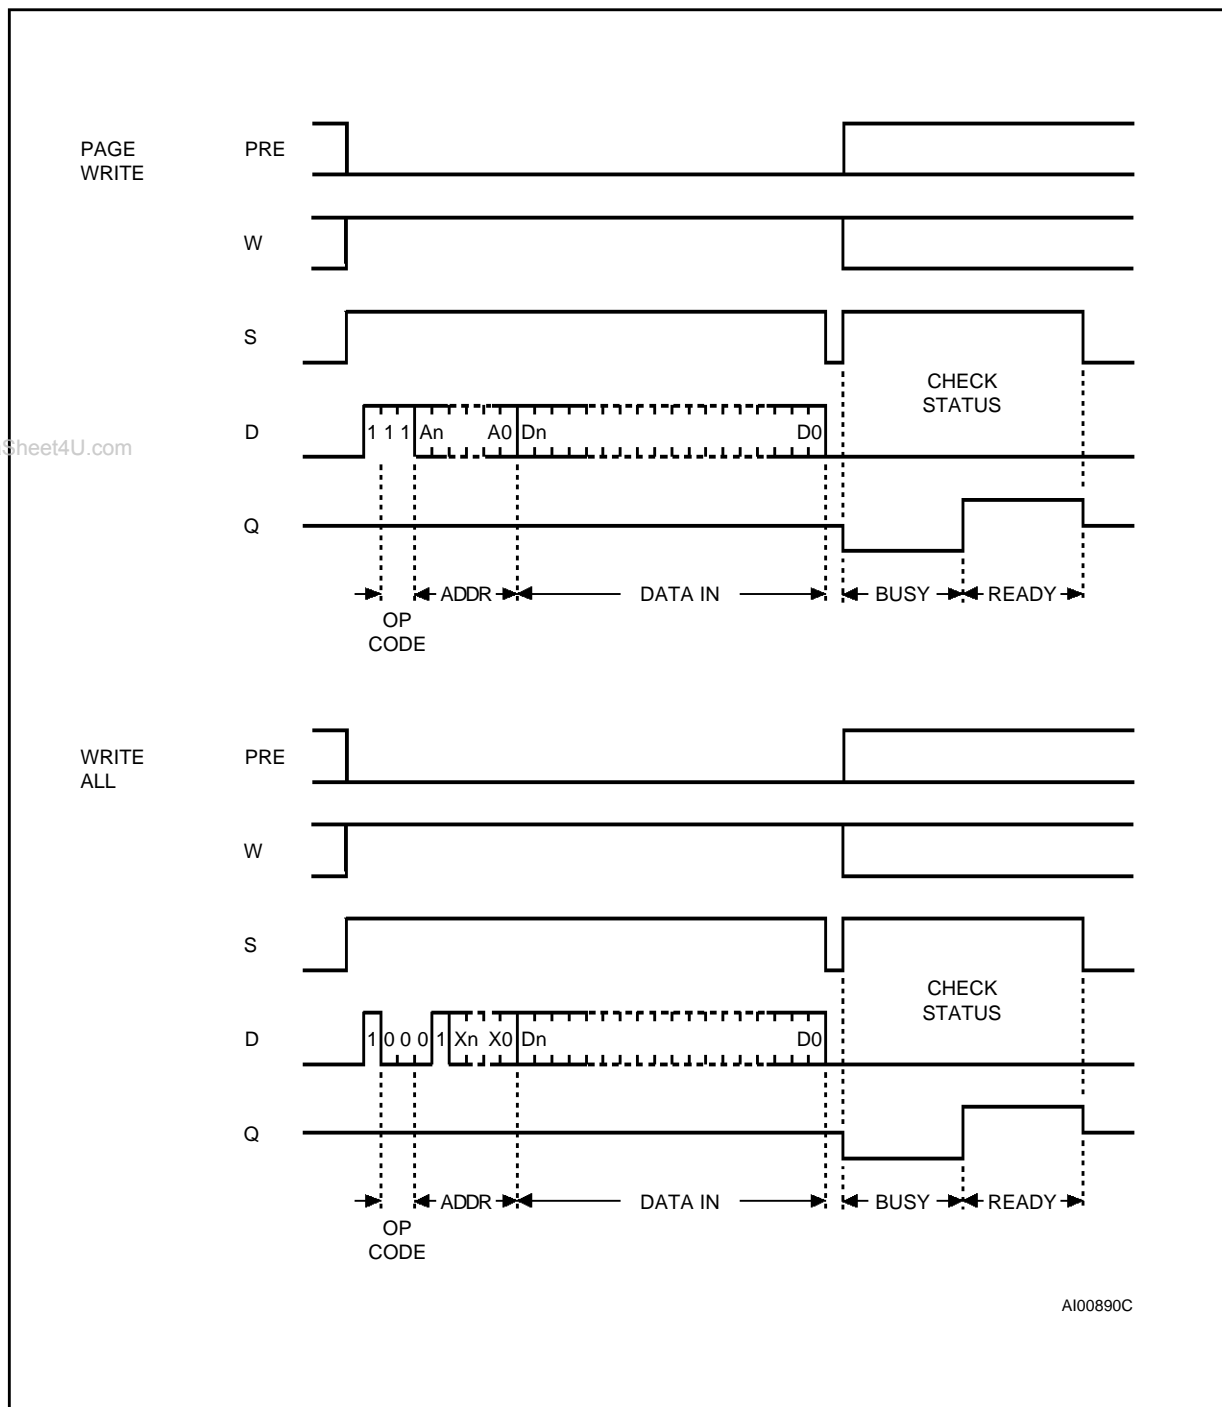 PAGE
WRITE
PRE
W
S
CHECK
STATUS
D
1 1 1 An A0 Dn D0
Sheet4U.com
Q
ADDR DATA IN BUSY READY
OP
CODE
WRITE
ALL
PRE
W
S
CHECK
STATUS
D
1 0 0 0 1 Xn X0 Dn D0
Q
ADDR DATA IN BUSY READY
OP
CODE
AI00890C